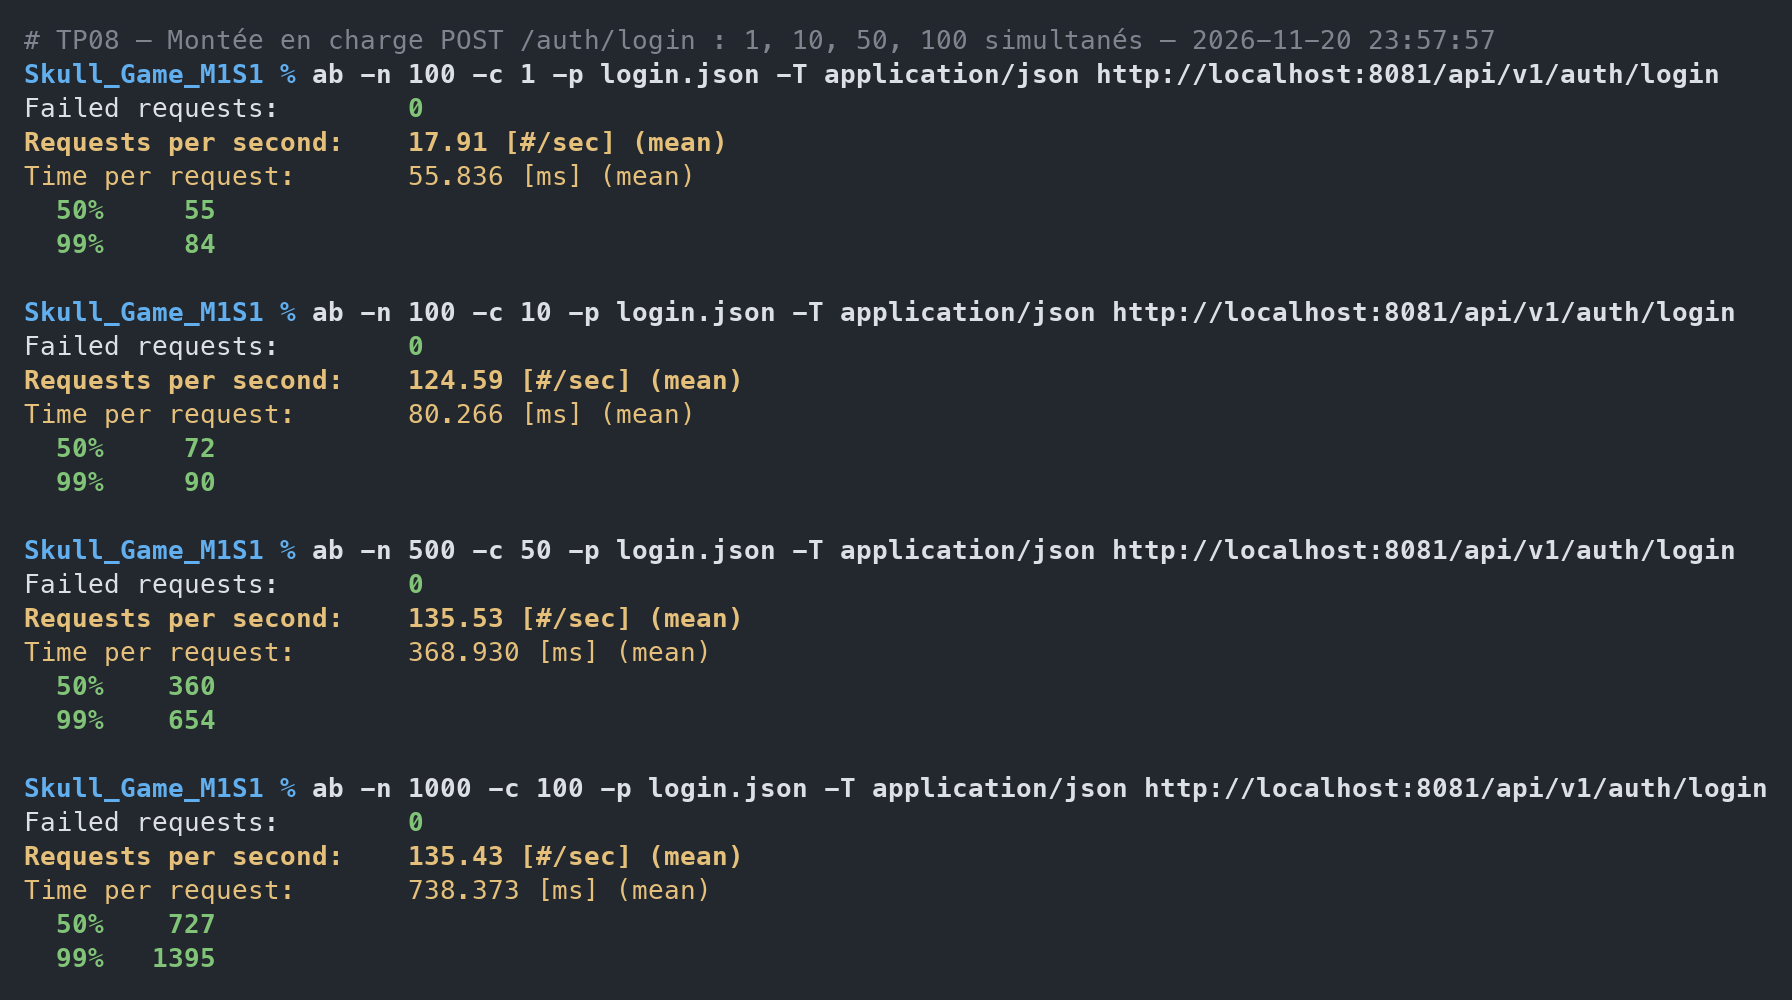 # TP08 — Montée en charge POST /auth/login : 1, 10, 50, 100 simultanés — 2026-11-20 23:57:57
Skull_Game_M1S1 % ab -n 100 -c 1 -p login.json -T application/json http://localhost:8081/api/v1/auth/login
Failed requests:        0
Requests per second:    17.91 [#/sec] (mean)
Time per request:       55.836 [ms] (mean)
  50%     55
  99%     84
Skull_Game_M1S1 % ab -n 100 -c 10 -p login.json -T application/json http://localhost:8081/api/v1/auth/login
Failed requests:        0
Requests per second:    124.59 [#/sec] (mean)
Time per request:       80.266 [ms] (mean)
  50%     72
  99%     90
Skull_Game_M1S1 % ab -n 500 -c 50 -p login.json -T application/json http://localhost:8081/api/v1/auth/login
Failed requests:        0
Requests per second:    135.53 [#/sec] (mean)
Time per request:       368.930 [ms] (mean)
  50%    360
  99%    654
Skull_Game_M1S1 % ab -n 1000 -c 100 -p login.json -T application/json http://localhost:8081/api/v1/auth/login
Failed requests:        0
Requests per second:    135.43 [#/sec] (mean)
Time per request:       738.373 [ms] (mean)
  50%    727
  99%   1395